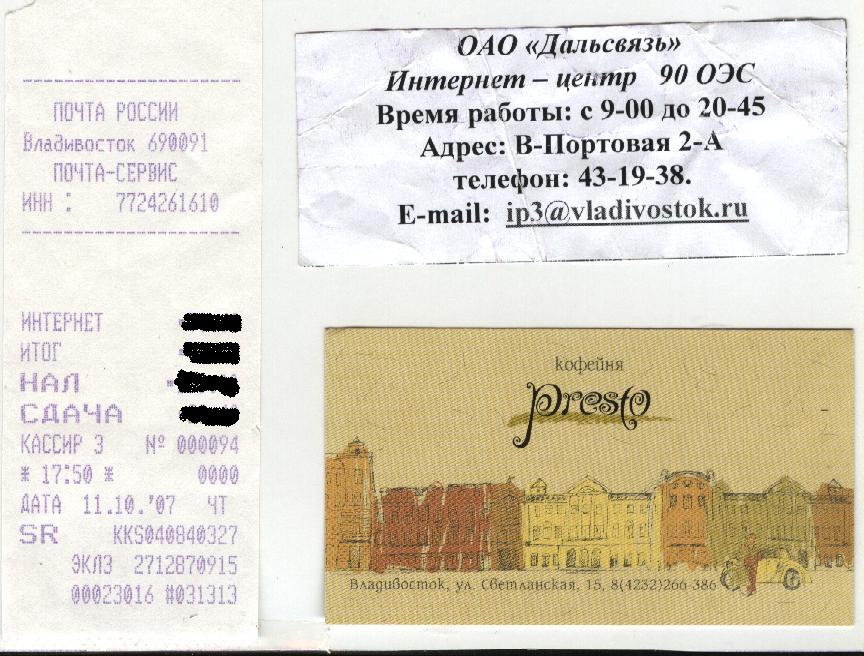 ПОЧТА РОССИИ
Владивосток 690091
ПОЧТА-СЕРВИС
ИНН : 7724261610
ИНТЕРНЕТ
ИТОГ
НАЛ
СДАЧА
КАССИР 3 № 000094
* 17:50 * 0000
ДАТА 11.10.'07 ЧТ
SR KKS040840327
ЭКЛЗ 2712870915
00023016 #031313
ОАО «Дальсвязь»
Интернет – центр 90 ОЭС
Время работы: с 9-00 до 20-45
Адрес: В-Портовая 2-А
телефон: 43-19-38.
E-mail: ip3@vladivostok.ru
кофейня
Presto
Владивосток, ул. Светланская, 15, 8(4232)266-386